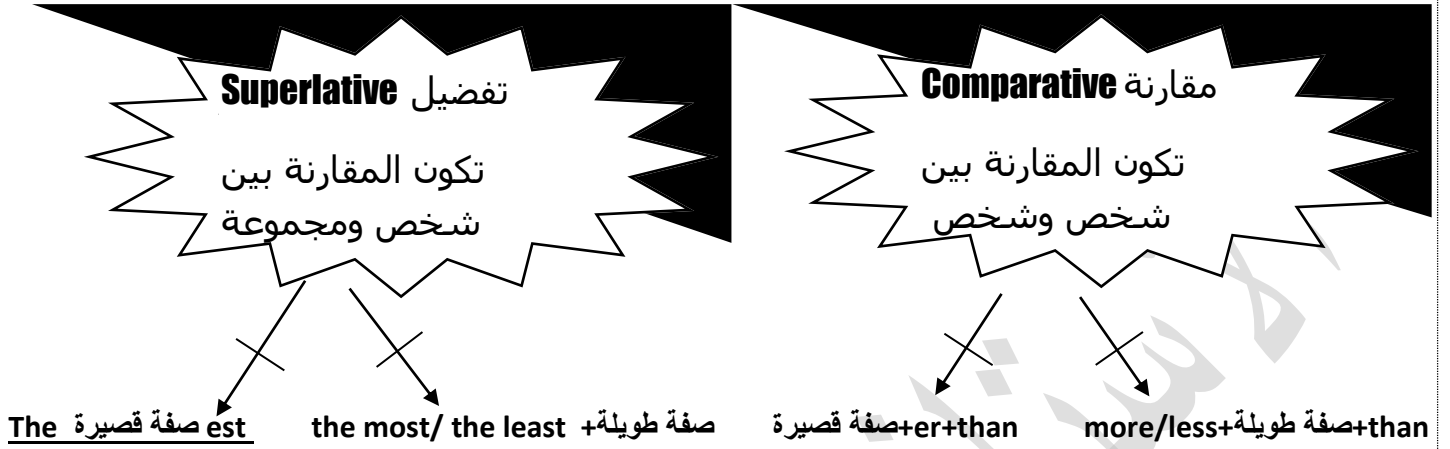 مقارنة Comparative
تكون المقارنة بين
شخص وشخص
تفضيل Superlative
تكون المقارنة بين
شخص ومجموعة
more/less+صفة طويلة+than
صفة قصيرة+er+than
the most/ the least +صفة طويلة
The صفة قصيرة est